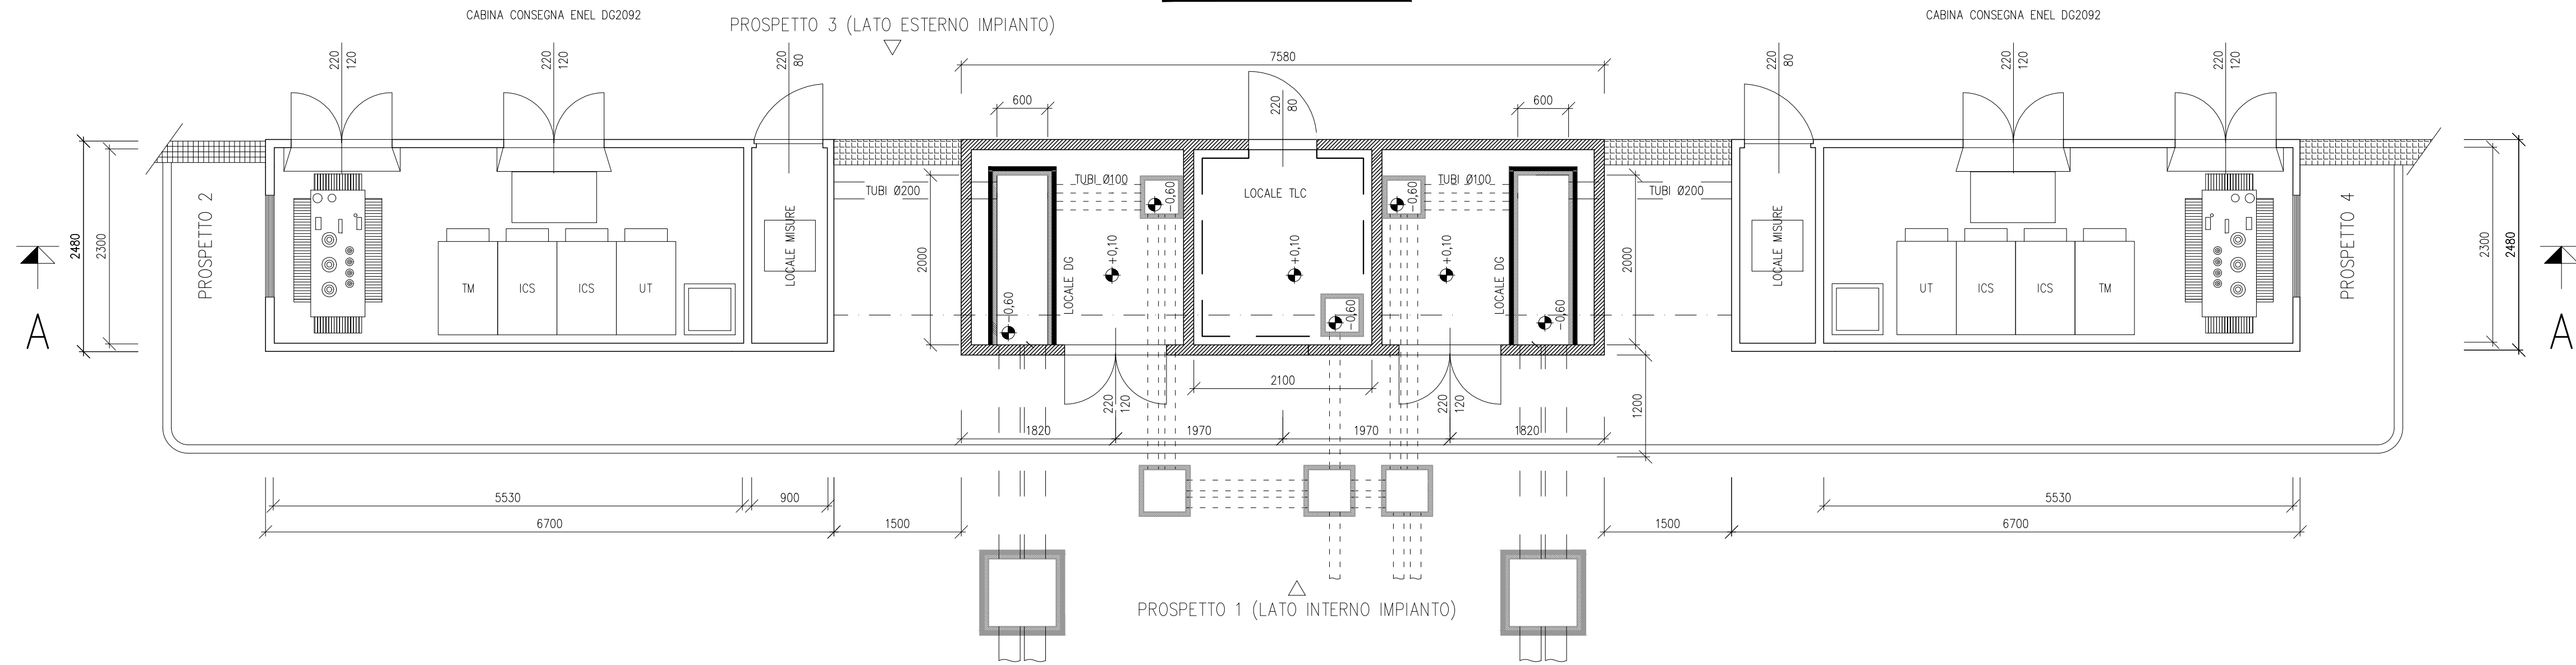 CABINA CONSEGNA ENEL DG2092
PROSPETTO 3 (LATO ESTERNO IMPIANTO)
CABINA CONSEGNA ENEL DG2092
220
120
220
120
220
80
7580
220
80
220
120
220
120
600
220
80
600
2480
2300
PROSPETTO 2
LOCALE MISURE
TM
ICS
ICS
UT
TUBI Ø200
2000
-0,60
LOCALE DG
TUBI Ø100
-0,60
+0,10
LOCALE TLC
+0,10
-0,60
-0,60
TUBI Ø100
+0,10
LOCALE DG
-0,60
2000
TUBI Ø200
LOCALE MISURE
UT
ICS
ICS
TM
PROSPETTO 4
2300
2480
A
A
2100
220
120
220
120
1200
1820
1970
1970
1820
5530
900
6700
1500
1500
5530
6700
PROSPETTO 1 (LATO INTERNO IMPIANTO)